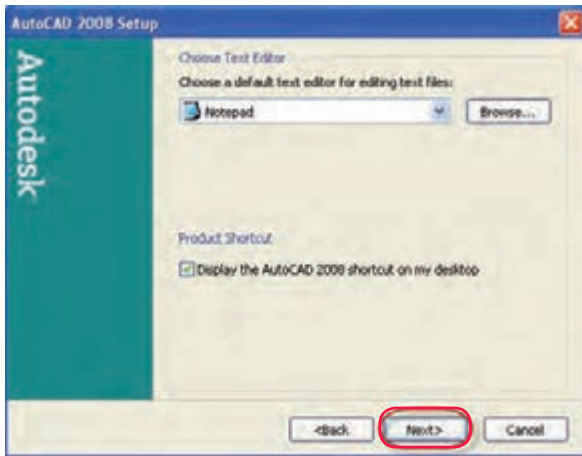 AutoCAD 2008 Setup
Autodesk
Choose Text Editor
Choose a default text editor for editing text files:
Notepad
Browse...
Product Shortcut
Display the AutoCAD 2008 shortcut on my desktop
<Back
Next>
Cancel